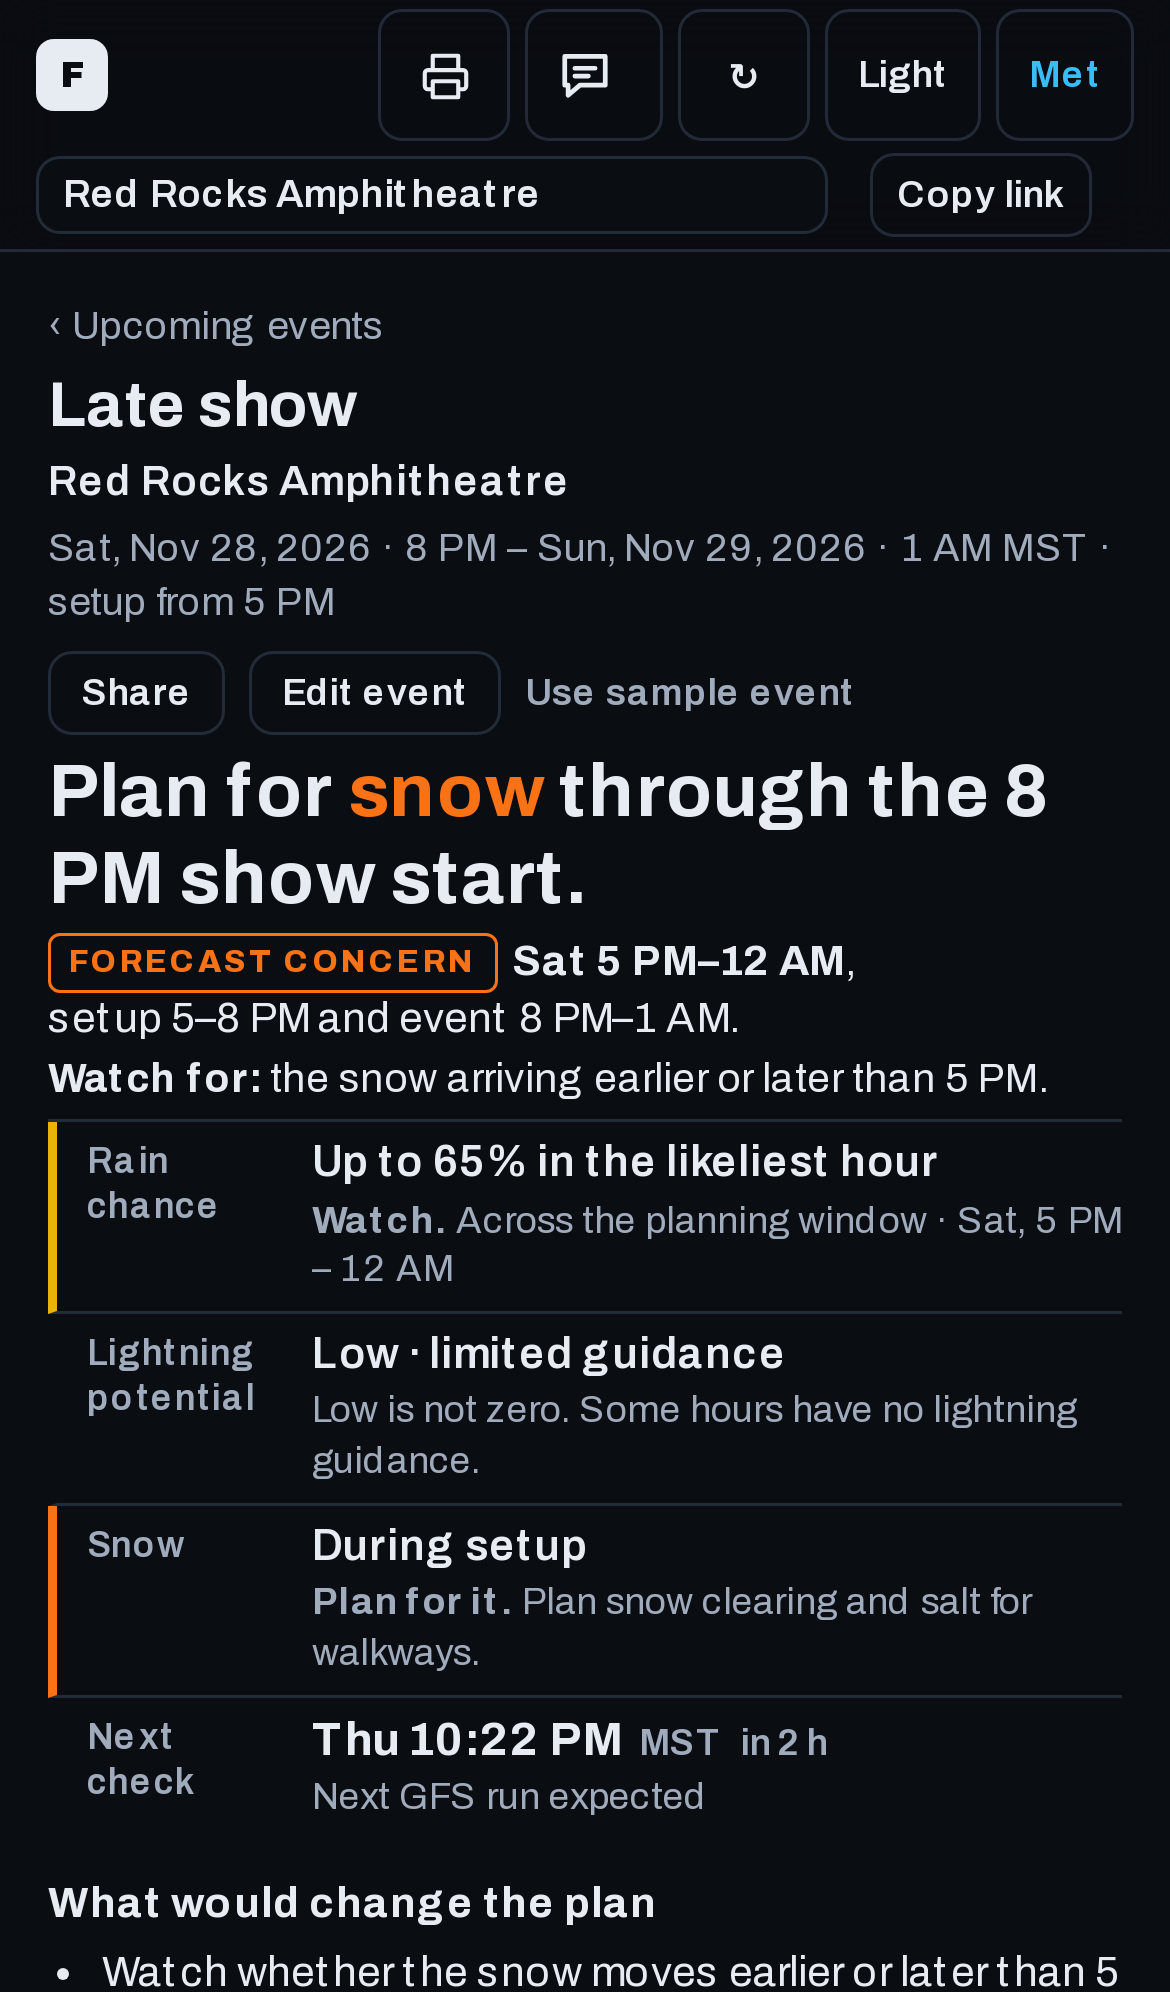 F
↻
Light
Met
Red Rocks Amphitheatre
Copy link
‹ Upcoming events
Late show
Red Rocks Amphitheatre
Sat, Nov 28, 2026 · 8 PM – Sun, Nov 29, 2026 · 1 AM MST ·
setup from 5 PM
Share
Edit event
Use sample event
Plan for snow through the 8
PM show start.
FORECAST CONCERN Sat 5 PM–12 AM,
setup 5–8 PM and event 8 PM–1 AM.
Watch for: the snow arriving earlier or later than 5 PM.
Rain
chance
Up to 65% in the likeliest hour
Watch. Across the planning window · Sat, 5 PM
– 12 AM
Lightning
potential
Low · limited guidance
Low is not zero. Some hours have no lightning
guidance.
Snow
During setup
Plan for it. Plan snow clearing and salt for
walkways.
Next
check
Thu 10:22 PM MST in 2 h
Next GFS run expected
What would change the plan
• Watch whether the snow moves earlier or later than 5